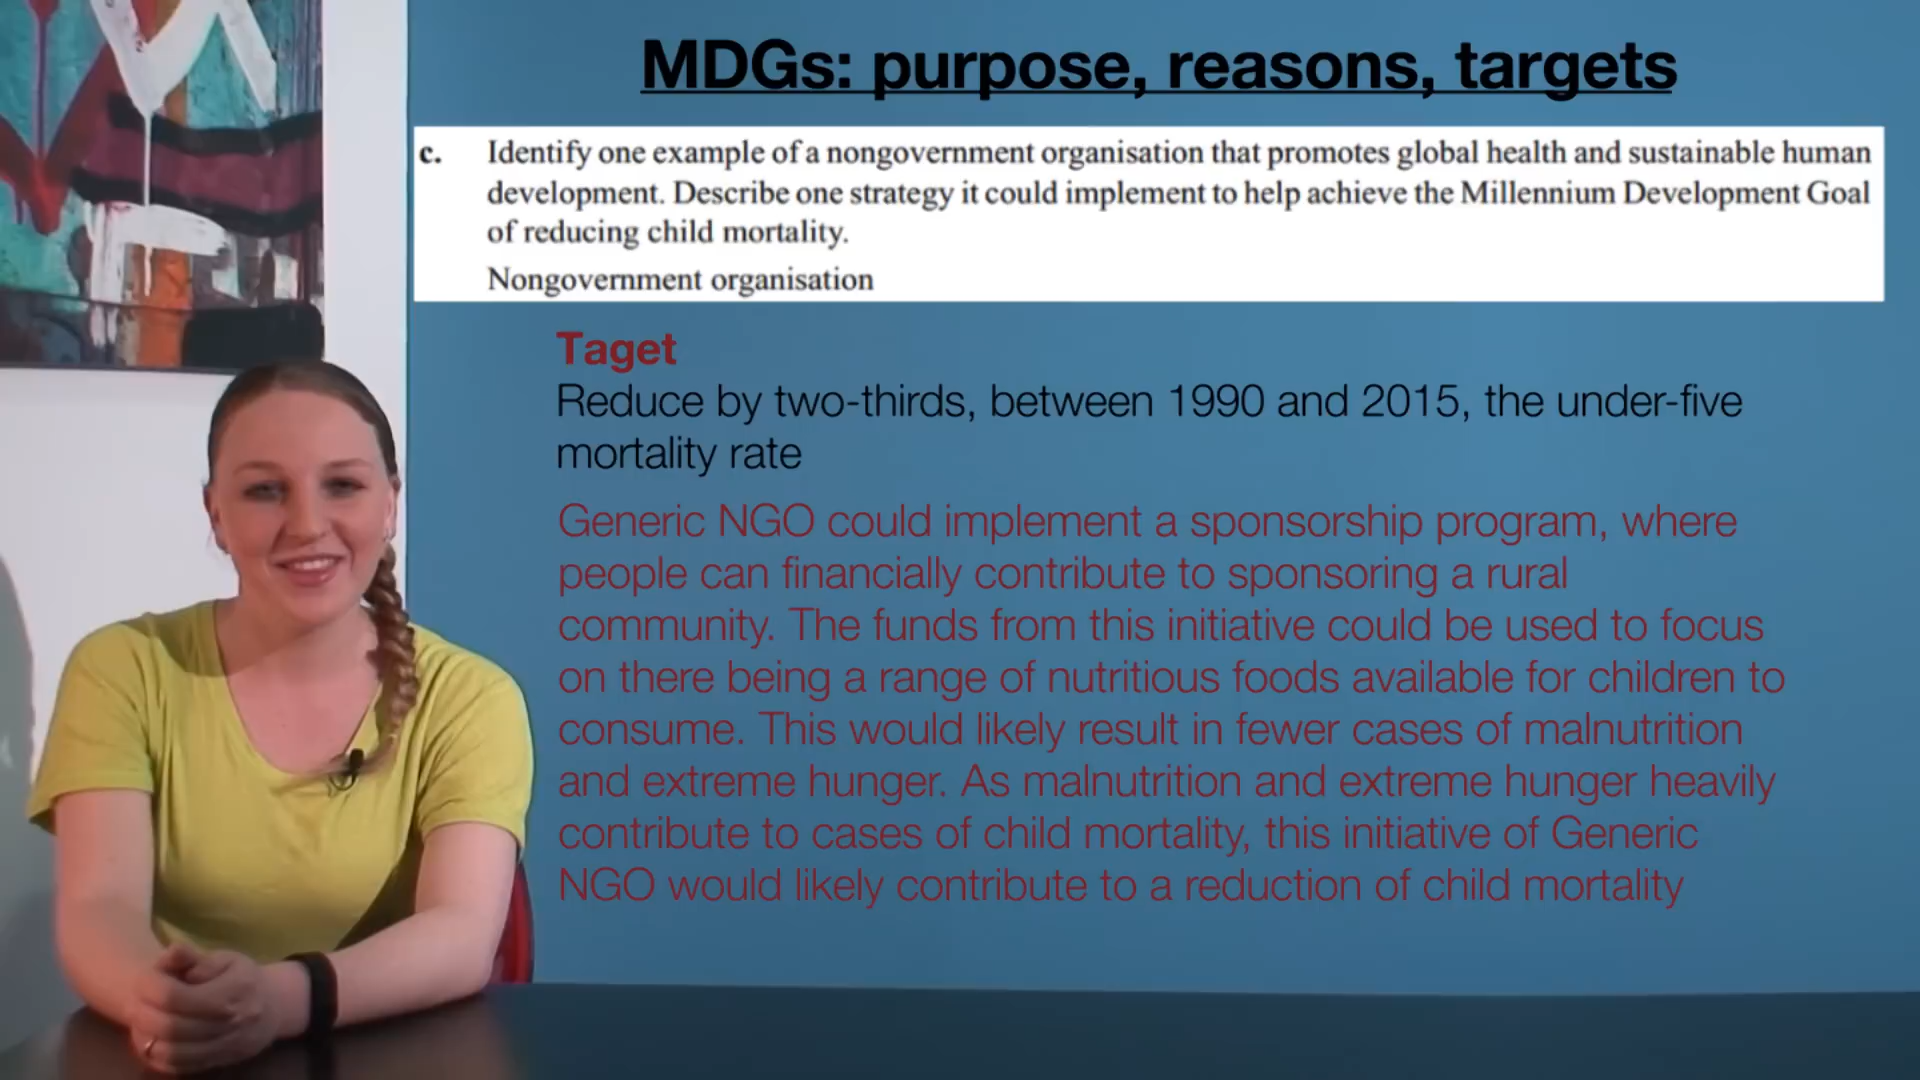 MDGs: purpose, reasons, targets
c. Identify one example of a nongovernment organisation that promotes global health and sustainable human
development. Describe one strategy it could implement to help achieve the Millennium Development Goal
of reducing child mortality.
Nongovernment organisation
Taget
Reduce by two-thirds, between 1990 and 2015, the under-five
mortality rate
Generic NGO could implement a sponsorship program, where
people can financially contribute to sponsoring a rural
community. The funds from this initiative could be used to focus
on there being a range of nutritious foods available for children to
consume. This would likely result in fewer cases of malnutrition
and extreme hunger. As malnutrition and extreme hunger heavily
contribute to cases of child mortality, this initiative of Generic
NGO would likely contribute to a reduction of child mortality